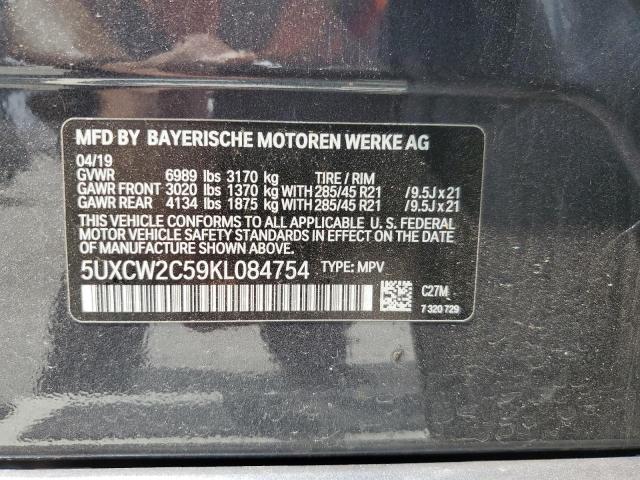 MFD BY BAYERISCHE MOTOREN WERKE AG
04/19
GVWR 6989 lbs 3170 kg TIRE / RIM
GAWR FRONT 3020 lbs 1370 kg WITH 285/45 R21 /9.5J x 21
GAWR REAR 4134 lbs 1875 kg WITH 285/45 R21 /9.5J x 21
THIS VEHICLE CONFORMS TO ALL APPLICABLE U. S. FEDERAL
MOTOR VEHICLE SAFETY STANDARDS IN EFFECT ON THE DATE
OF MANUFACTURE SHOWN ABOVE.
5UXCW2C59KL084754 TYPE: MPV
C27M
7 320 729